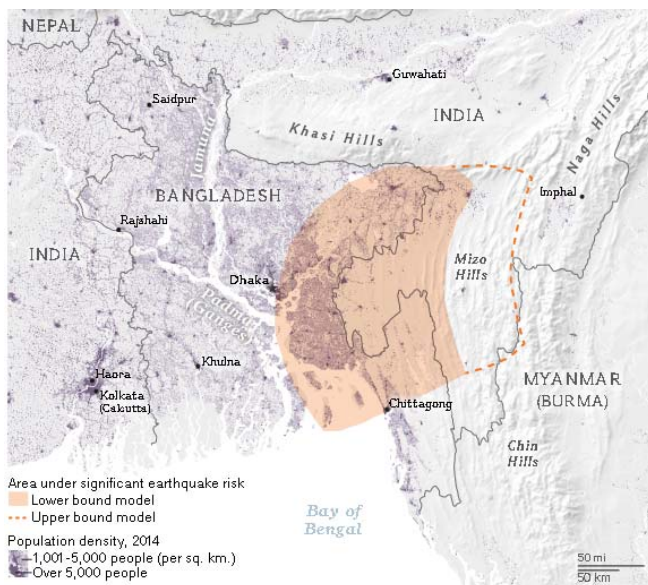 NEPAL
Saidpur
Guwahati
INDIA
Khasi Hills
Jamuna
Naga Hills
BANGLADESH
Imphal
Rajshahi
INDIA
Mizo
Hills
Dhaka
Padma
(Ganges)
Khulna
MYANMAR
(BURMA)
Haora
Kolkata
(Calcutta)
Chittagong
Chin
Hills
Area under significant earthquake risk
Lower bound model
Upper bound model
Bay of
Bengal
Population density, 2014
1,001-5,000 people (per sq. km.)
Over 5,000 people
50 mi
50 km